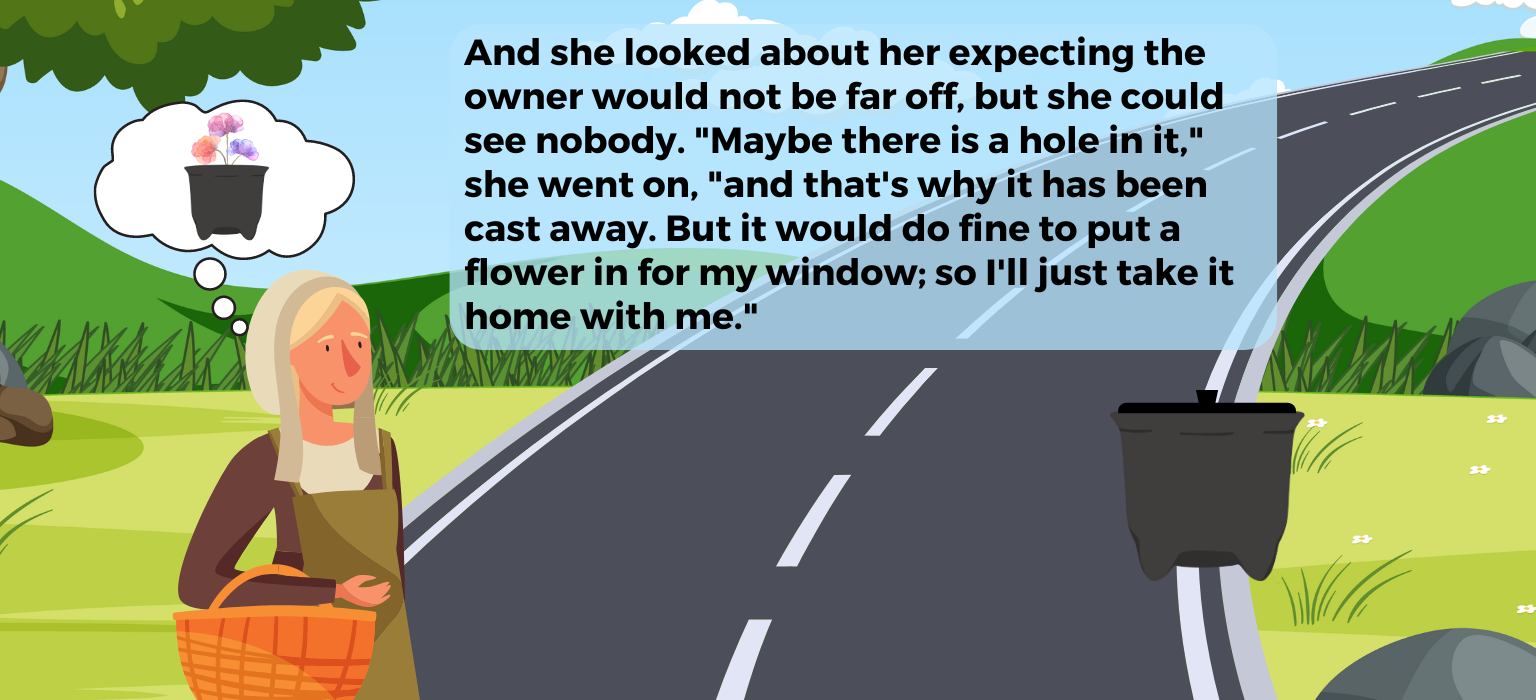 And she looked about her expecting the
owner would not be far off, but she could
see nobody. "Maybe there is a hole in it,"
she went on, "and that's why it has been
cast away. But it would do fine to put a
flower in for my window; so I'll just take it
home with me."